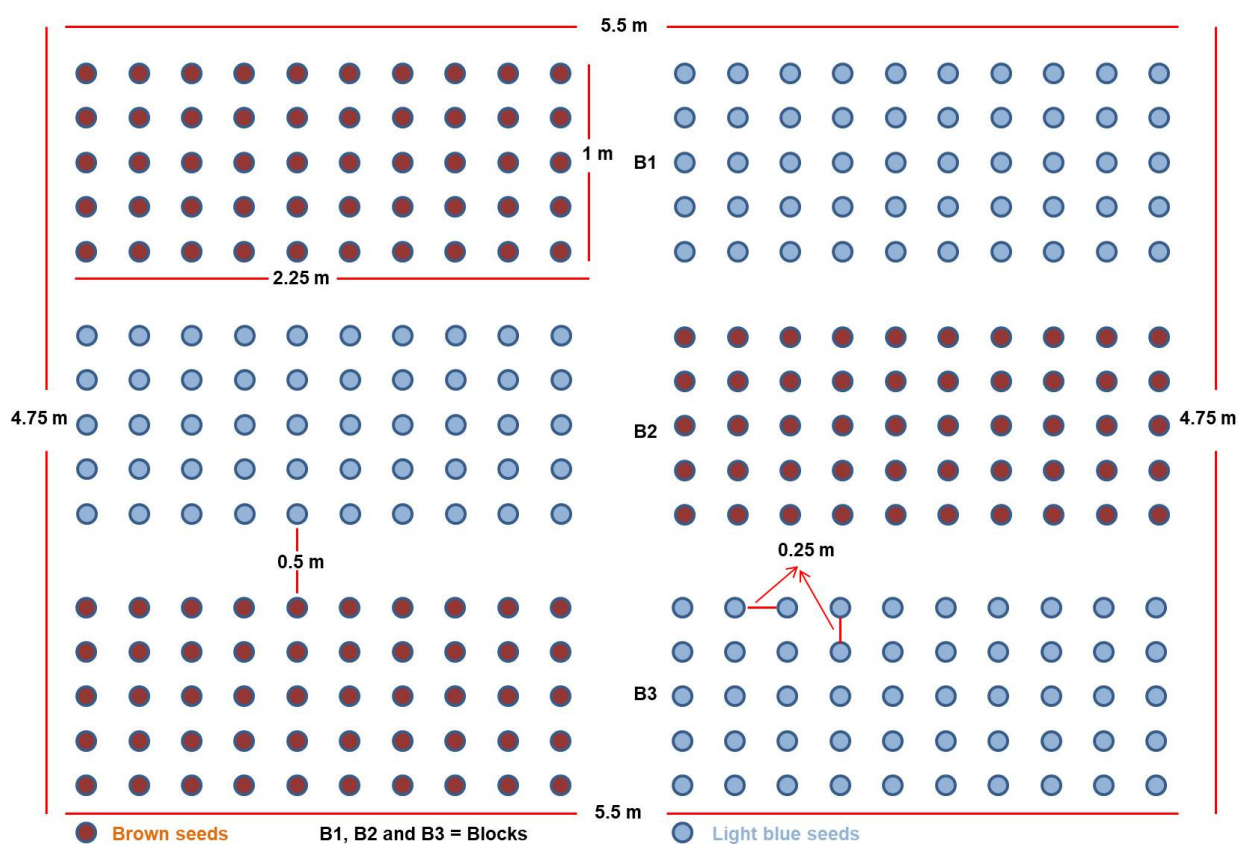 5.5 m
1 m
B1
2.25 m
4.75 m
B2
4.75 m
0.5 m
0.25 m
B3
5.5 m
Brown seeds
B1, B2 and B3 = Blocks
Light blue seeds